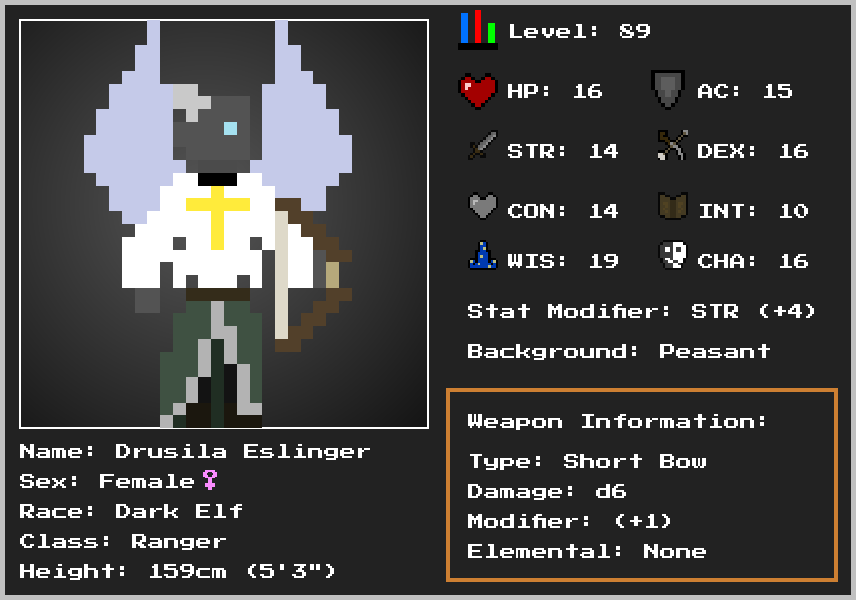 Level: 89
HP: 16
AC: 15
STR: 14
DEX: 16
CON: 14
INT: 10
WIS: 19
CHA: 16
Stat Modifier: STR (+4)
Background: Peasant
Weapon Information:
Type: Short Bow
Damage: d6
Modifier: (+1)
Elemental: None
Name: Drusila Eslinger
Sex: Female♀
Race: Dark Elf
Class: Ranger
Height: 159cm (5'3")